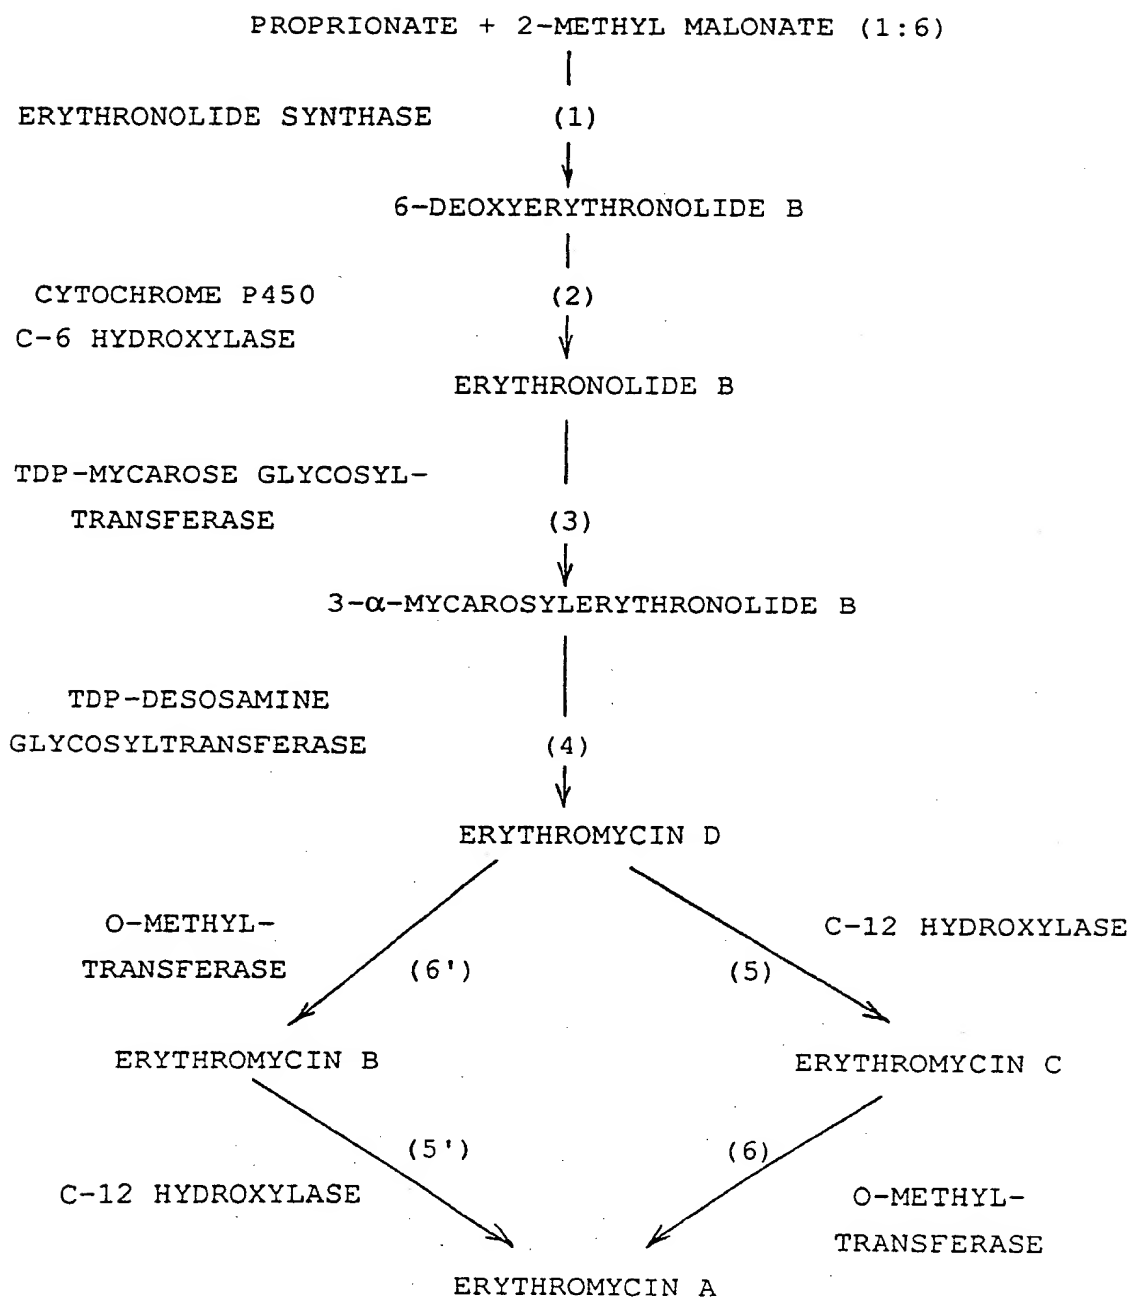 PROPRIONATE + 2-METHYL MALONATE (1:6)
ERYTHRONOLIDE SYNTHASE (1)
6-DEOXYERYTHRONOLIDE B
CYTOCHROME P450 (2)
C-6 HYDROXYLASE
ERYTHRONOLIDE B
TDP-MYCAROSE GLYCOSYL-
TRANSFERASE (3)
3-α-MYCAROSYLERYTHRONOLIDE B
TDP-DESOSAMINE
GLYCOSYLTRANSFERASE (4)
ERYTHROMYCIN D
O-METHYL-
TRANSFERASE (6')
C-12 HYDROXYLASE
(5)
ERYTHROMYCIN B
ERYTHROMYCIN C
(5')
C-12 HYDROXYLASE
(6)
O-METHYL-
TRANSFERASE
ERYTHROMYCIN A